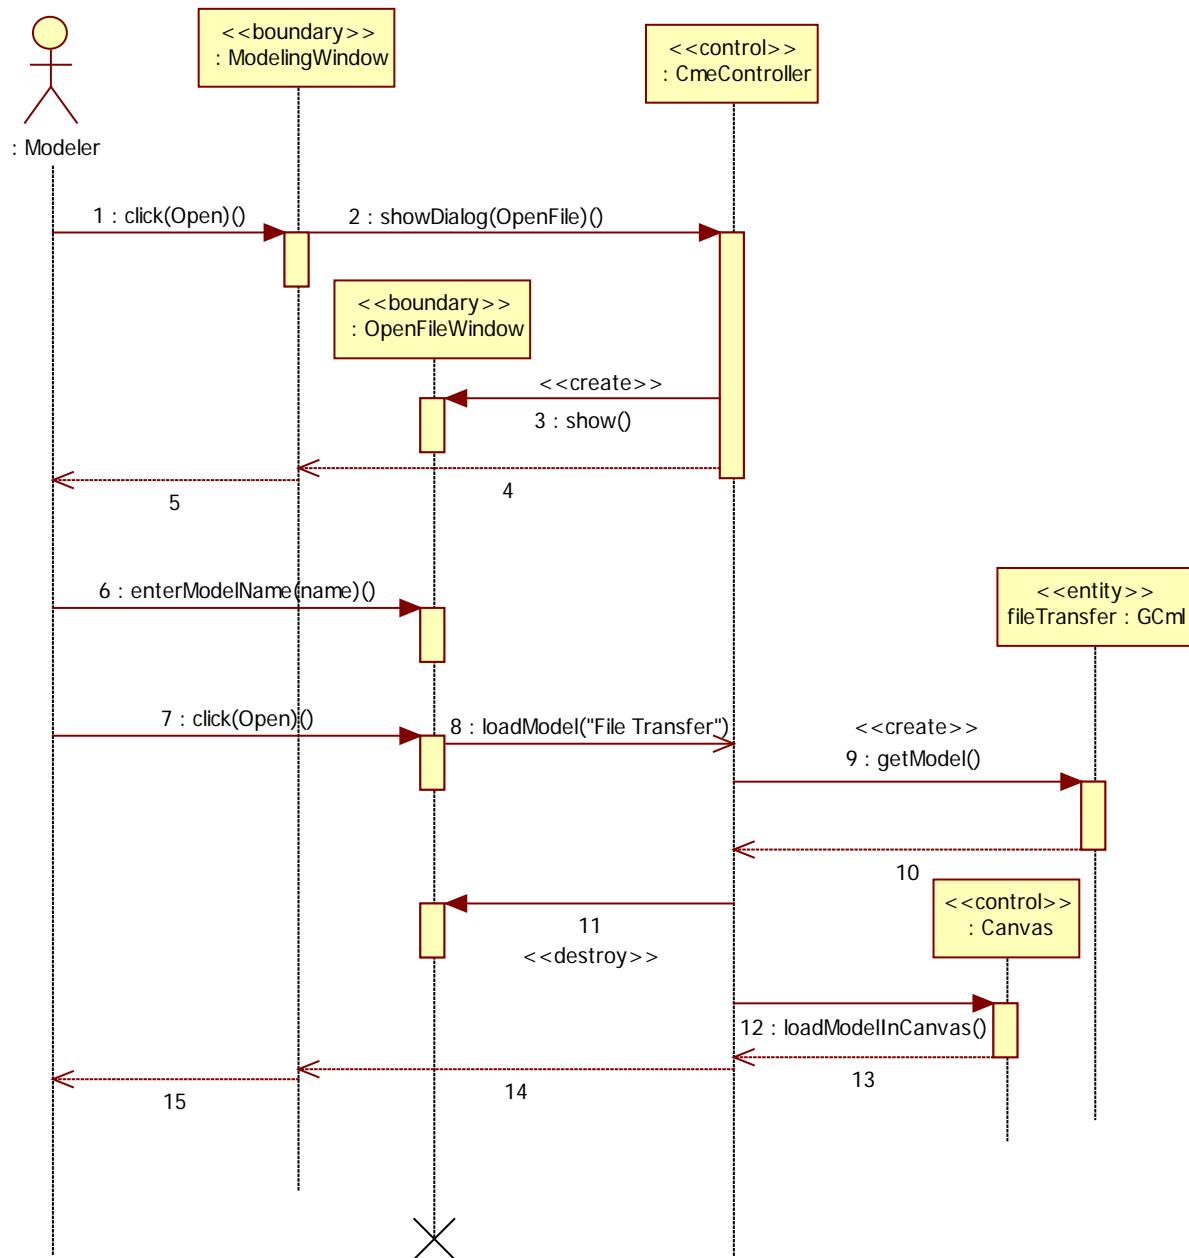 <<boundary>>
: ModelingWindow
<<control>>
: CmeController
: Modeler
1 : click(Open)()
2 : showDialog(OpenFile)()
<<boundary>>
: OpenFileWindow
<<create>>
3 : show()
4
5
6 : enterModelName(name)()
<<entity>>
fileTransfer : GCml
7 : click(Open)()
8 : loadModel("File Transfer")
<<create>>
9 : getModel()
10
<<control>>
: Canvas
11
<<destroy>>
12 : loadModelInCanvas()
13
14
15